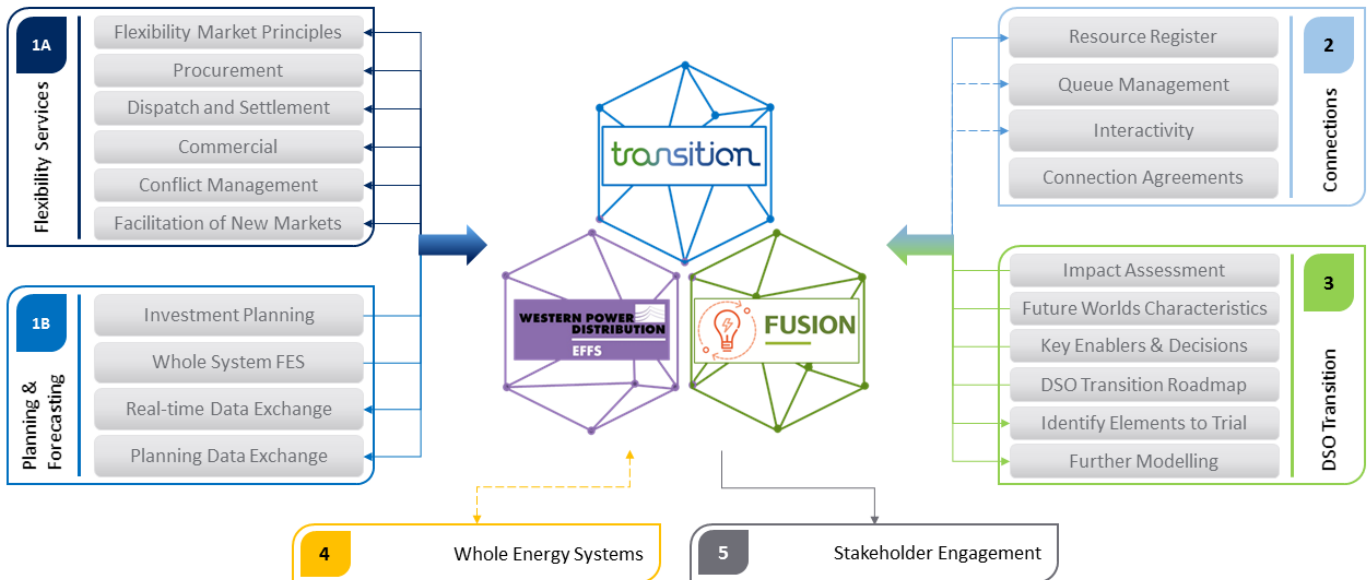 1A
Flexibility Services
Flexibility Market Principles
Procurement
Dispatch and Settlement
Commercial
Conflict Management
Facilitation of New Markets
1B
Planning &
Forecasting
Investment Planning
Whole System FES
Real-time Data Exchange
Planning Data Exchange
transition
WESTERN POWER
DISTRIBUTION
EFFS
FUSION
2
Connections
Resource Register
Queue Management
Interactivity
Connection Agreements
3
DSO Transition
Impact Assessment
Future Worlds Characteristics
Key Enablers & Decisions
DSO Transition Roadmap
Identify Elements to Trial
Further Modelling
4
Whole Energy Systems
5
Stakeholder Engagement